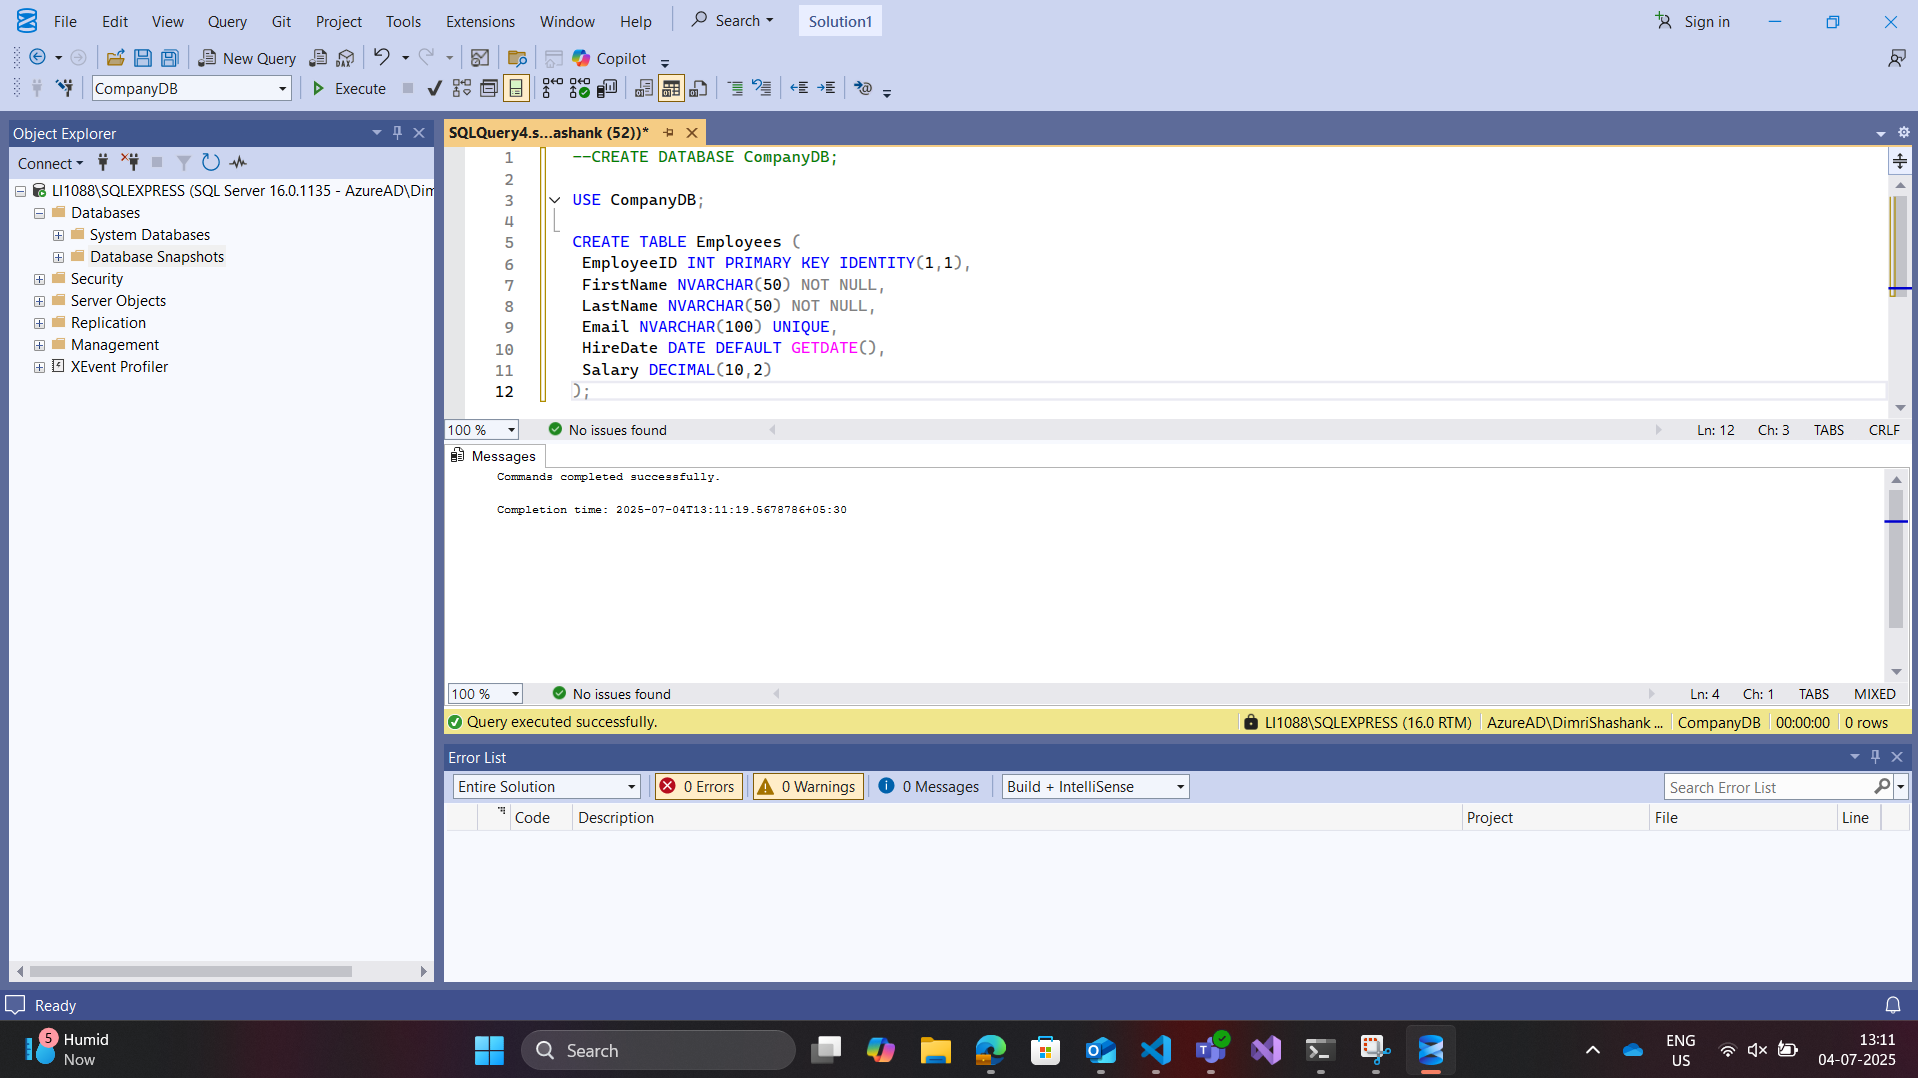 File Edit View Query Git Project Tools Extensions Window Help Search Solution1 Sign in
New Query DAX Copilot
CompanyDB Execute
Object Explorer
Connect
LI1088\SQLEXPRESS (SQL Server 16.0.1135 - AzureAD\Dimr
Databases
System Databases
Database Snapshots
Security
Server Objects
Replication
Management
XEvent Profiler
SQLQuery4.s...ashank (52))*
1 --CREATE DATABASE CompanyDB;
2
3 USE CompanyDB;
4
5 CREATE TABLE Employees (
6 EmployeeID INT PRIMARY KEY IDENTITY(1,1),
7 FirstName NVARCHAR(50) NOT NULL,
8 LastName NVARCHAR(50) NOT NULL,
9 Email NVARCHAR(100) UNIQUE,
10 HireDate DATE DEFAULT GETDATE(),
11 Salary DECIMAL(10,2)
12 );
100 % No issues found Ln: 12 Ch: 3 TABS CRLF
Messages
Commands completed successfully.
Completion time: 2025-07-04T13:11:19.5678786+05:30
100 % No issues found Ln: 4 Ch: 1 TABS MIXED
Query executed successfully. LI1088\SQLEXPRESS (16.0 RTM) AzureAD\DimriShashank ... CompanyDB 00:00:00 0 rows
Error List
Entire Solution 0 Errors 0 Warnings 0 Messages Build + IntelliSense Search Error List
Code Description Project File Line
Ready
5 Humid
Now
Search
ENG
US
13:11
04-07-2025